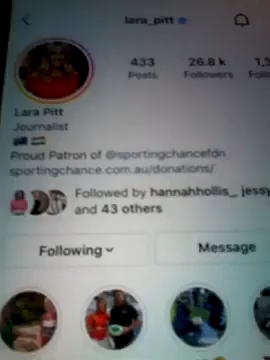 lara_pitt
433
26.8 k
1,3
Posts
Followers
Foll
Lara Pitt
Journalist
Proud Patron of @sportingchancefdn
sportingchance.com.au/donations/
Followed by hannahhollis_, jessy
and 43 others
Following
Message